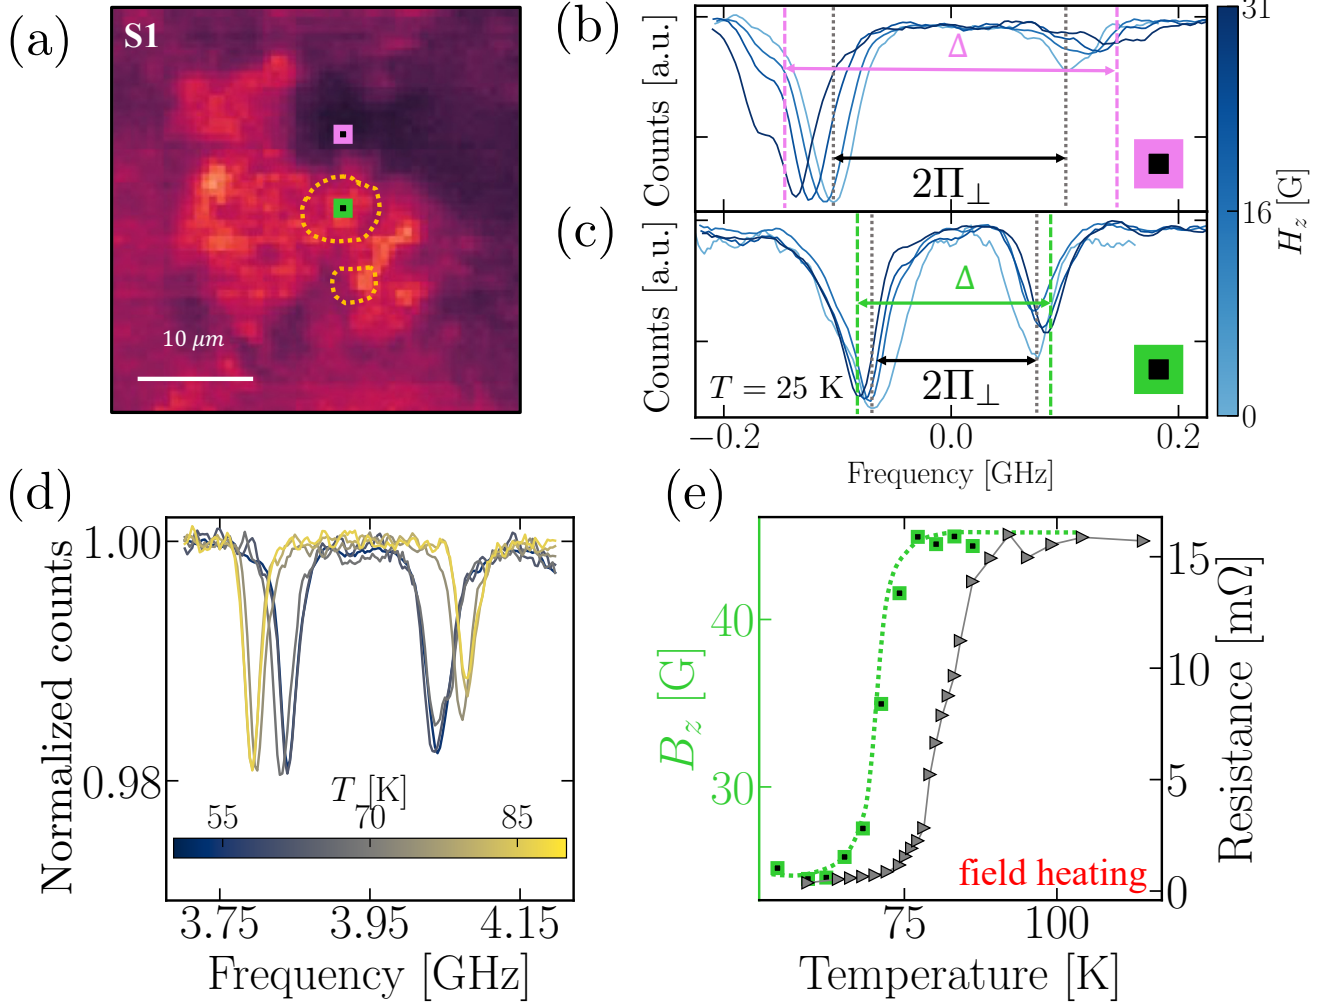 (a)
S1
10 μm
(b)
Counts [a.u.]
Δ
2Π⊥
(c)
Counts [a.u.]
Δ
2Π⊥
T = 25 K
−0.2 0.0 0.2
Frequency [GHz]
31
16
0
H_z [G]
(d)
Normalized counts
1.00
0.98
T [K]
55 70 85
3.75 3.95 4.15
Frequency [GHz]
(e)
B_z [G]
40
30
Resistance [mΩ]
15
10
5
0
field heating
75 100
Temperature [K]